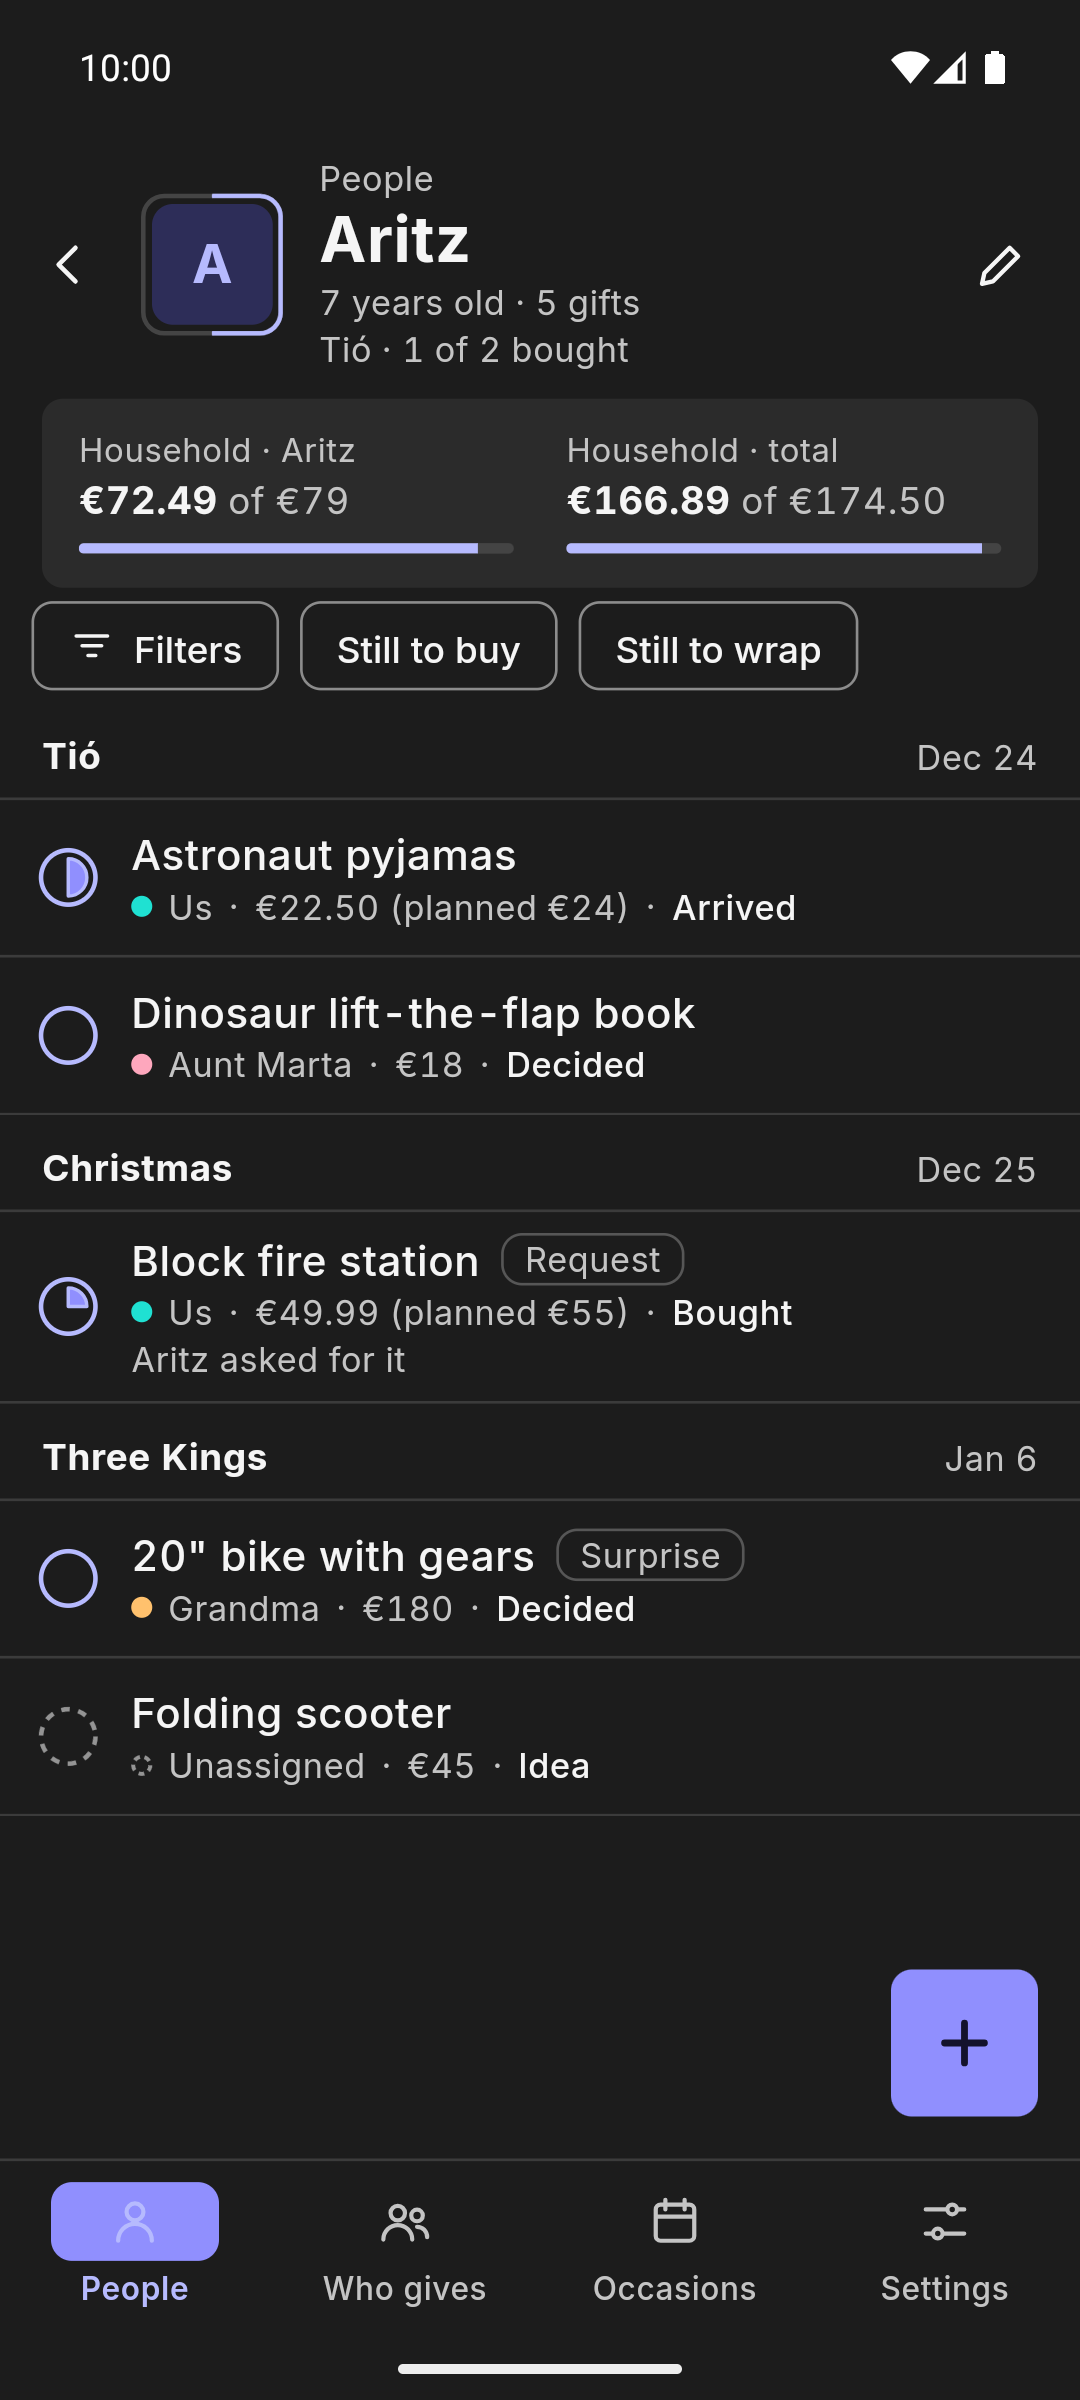 10:00
People
A
Aritz
7 years old · 5 gifts
Tió · 1 of 2 bought
Household · Aritz
€72.49 of €79
Household · total
€166.89 of €174.50
Filters
Still to buy
Still to wrap
Tió
Dec 24
Astronaut pyjamas
Us · €22.50 (planned €24) · Arrived
Dinosaur lift-the-flap book
Aunt Marta · €18 · Decided
Christmas
Dec 25
Block fire station
Request
Us · €49.99 (planned €55) · Bought
Aritz asked for it
Three Kings
Jan 6
20" bike with gears
Surprise
Grandma · €180 · Decided
Folding scooter
Unassigned · €45 · Idea
People
Who gives
Occasions
Settings